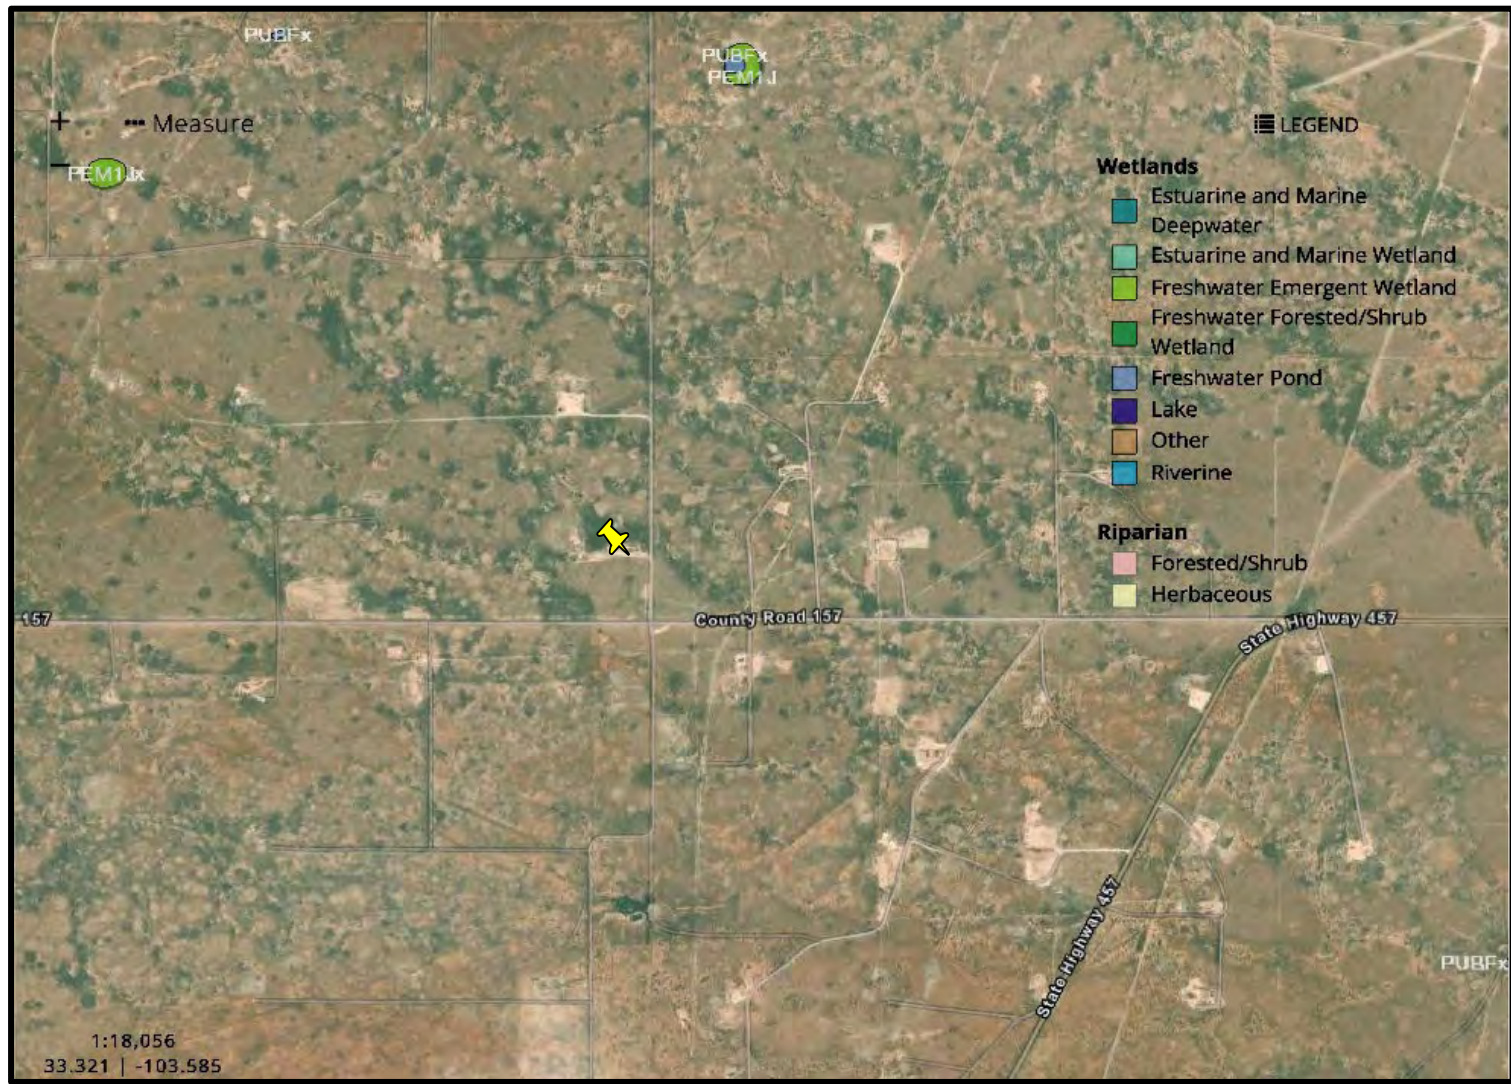 PUBFx
PUBFx
PEM1J
+
Measure
−
PEM1Jx
LEGEND
Wetlands
Estuarine and Marine
Deepwater
Estuarine and Marine Wetland
Freshwater Emergent Wetland
Freshwater Forested/Shrub
Wetland
Freshwater Pond
Lake
Other
Riverine
Riparian
Forested/Shrub
Herbaceous
157
County Road 157
State Highway 457
State Highway 457
PUBFx
1:18,056
33.321 | -103.585